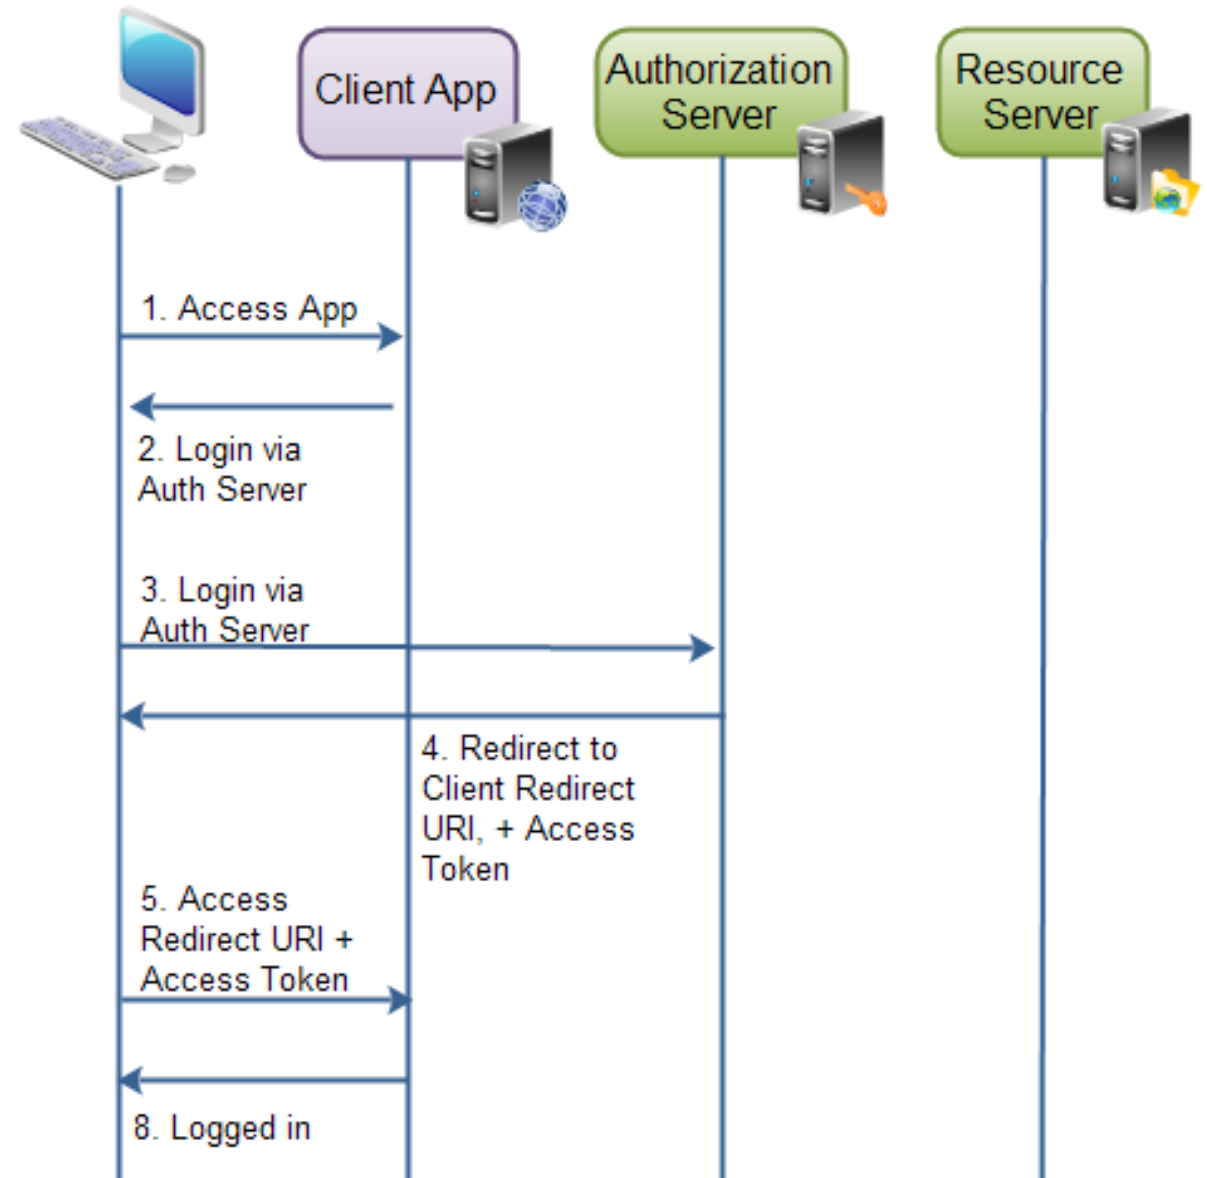 Client App
Authorization
Server
Resource
Server
1. Access App
2. Login via
Auth Server
3. Login via
Auth Server
4. Redirect to
Client Redirect
URI, + Access
Token
5. Access
Redirect URI +
Access Token
8. Logged in